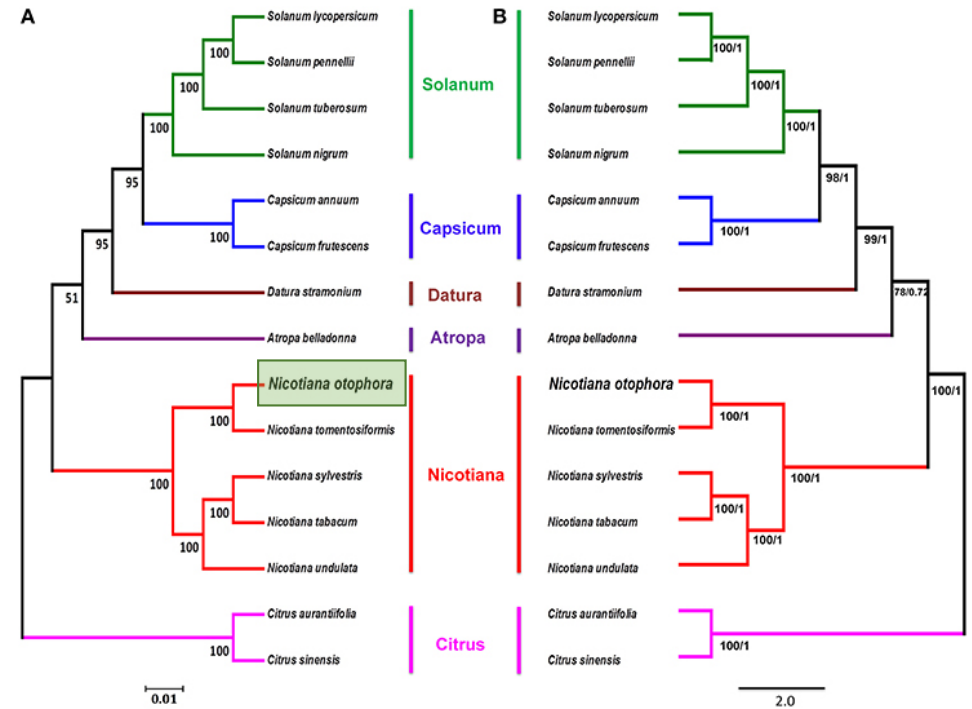 A B
Solanum lycopersicum Solanum lycopersicum
100 100/1
Solanum pennellii Solanum pennellii
100 Solanum 100/1
Solanum tuberosum Solanum tuberosum
100 100/1
Solanum nigrum Solanum nigrum
95 98/1
Capsicum annuum Capsicum annuum
100 Capsicum 100/1
95 99/1
Capsicum frutescens Capsicum frutescens
Datura stramonium Datura Datura stramonium
51 78/0.72
Atropa belladonna Atropa Atropa belladonna
Nicotiana otophora Nicotiana otophora
100/1
100 100/1
Nicotiana tomentosiformis Nicotiana tomentosiformis
Nicotiana sylvestris Nicotiana Nicotiana sylvestris
100 100/1
100 100/1
Nicotiana tabacum Nicotiana tabacum
100 100/1
Nicotiana undulata Nicotiana undulata
Citrus aurantiifolia Citrus aurantiifolia
100 Citrus 100/1
Citrus sinensis Citrus sinensis
0.01 2.0